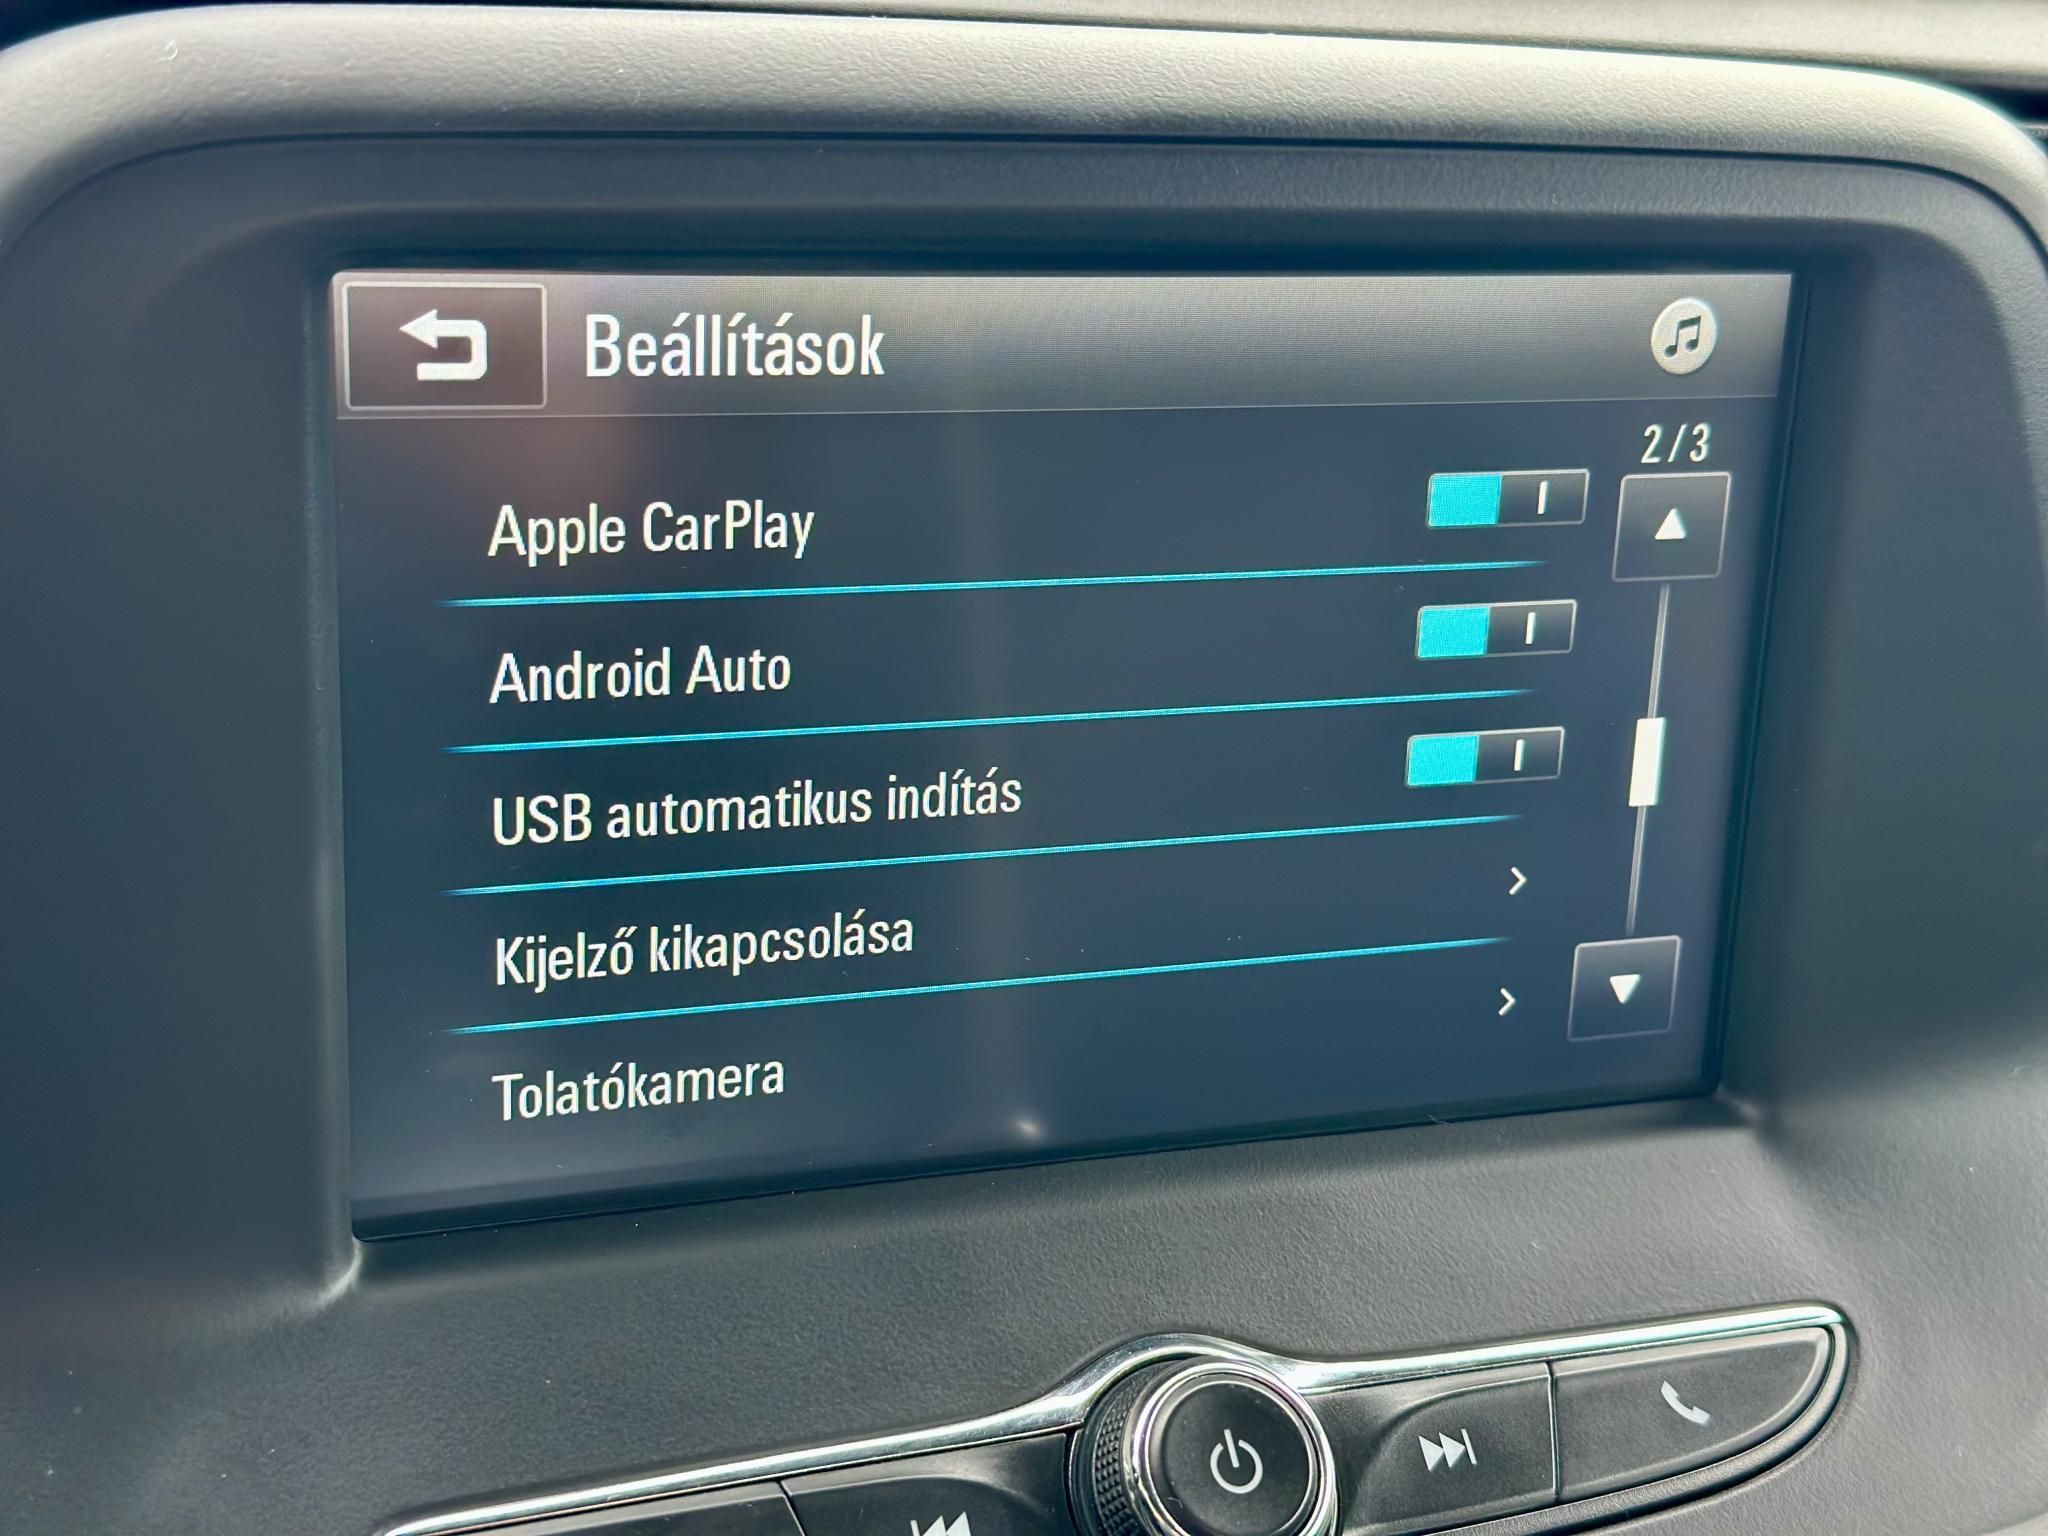 Beállítások
2/3
Apple CarPlay
Android Auto
USB automatikus indítás
Kijelző kikapcsolása
Tolatókamera